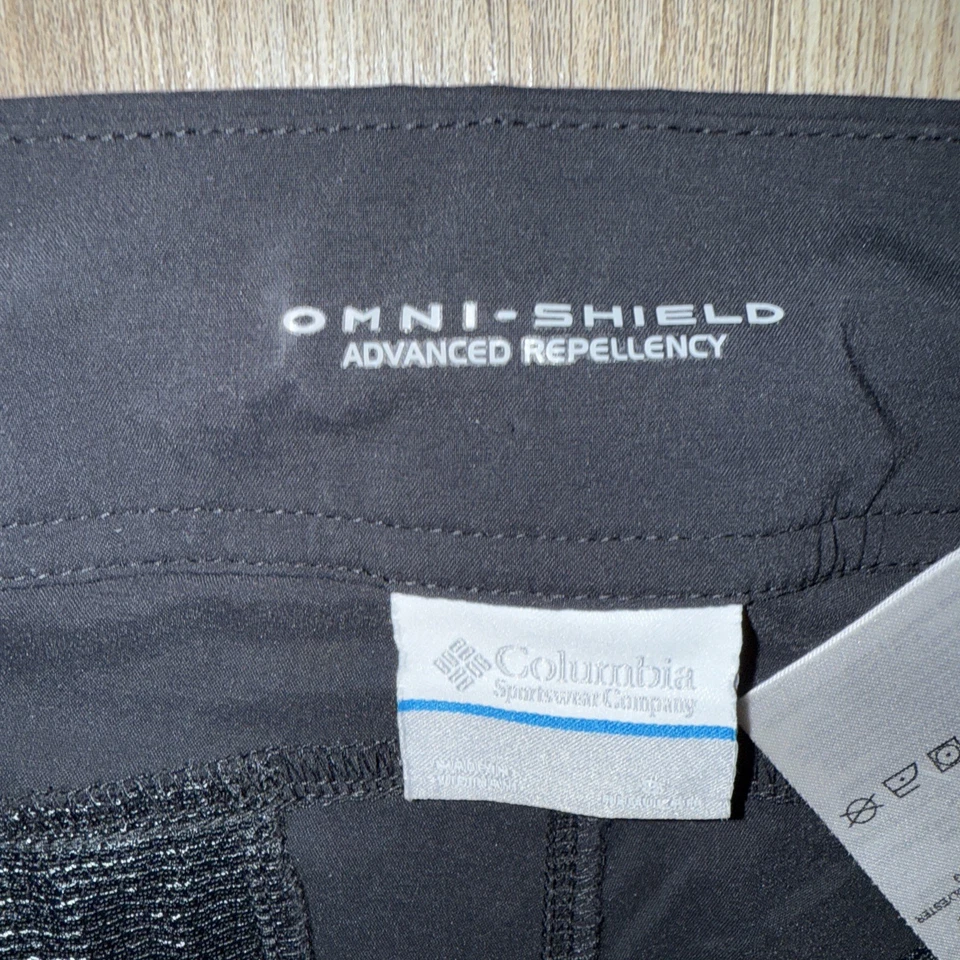 OMNI-SHIELD
ADVANCED REPELLENCY
Columbia
Sportswear Company